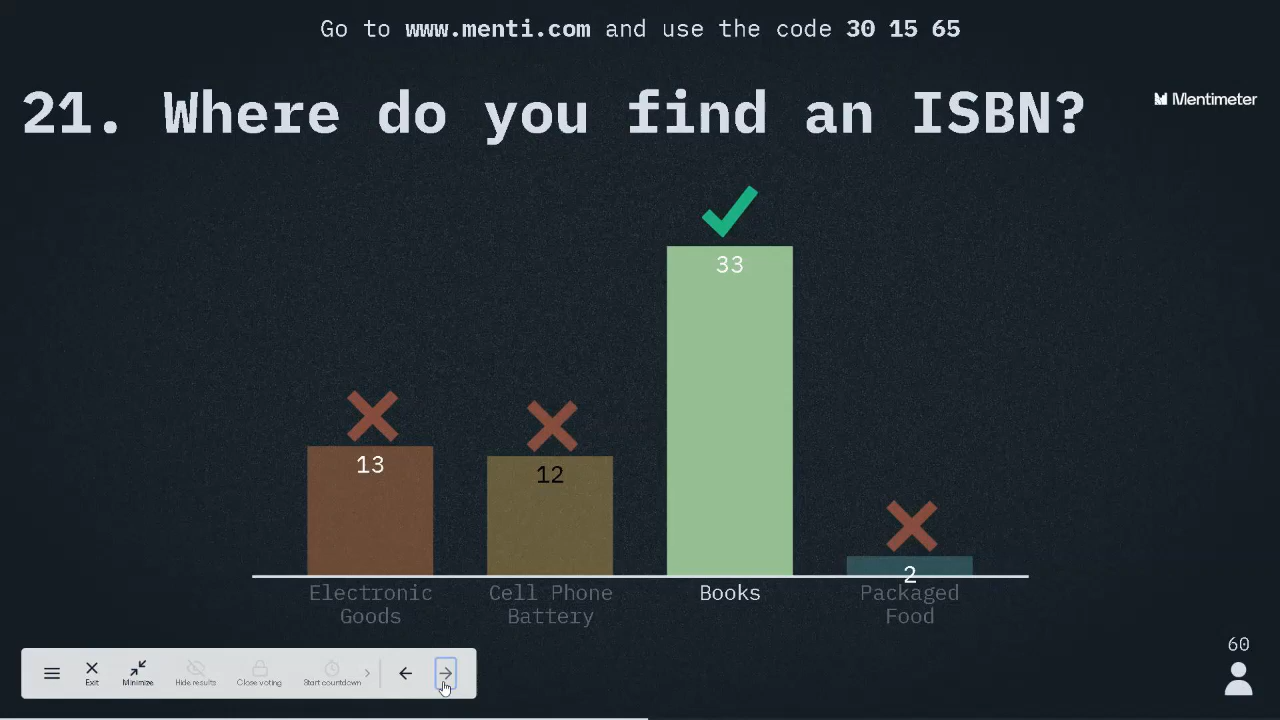 Go to www.menti.com and use the code 30 15 65
21. Where do you find an ISBN?
Mentimeter
33
13
12
2
Electronic Goods
Cell Phone Battery
Books
Packaged Food
60
Exit
Minimize
Hide results
Close voting
Start countdown